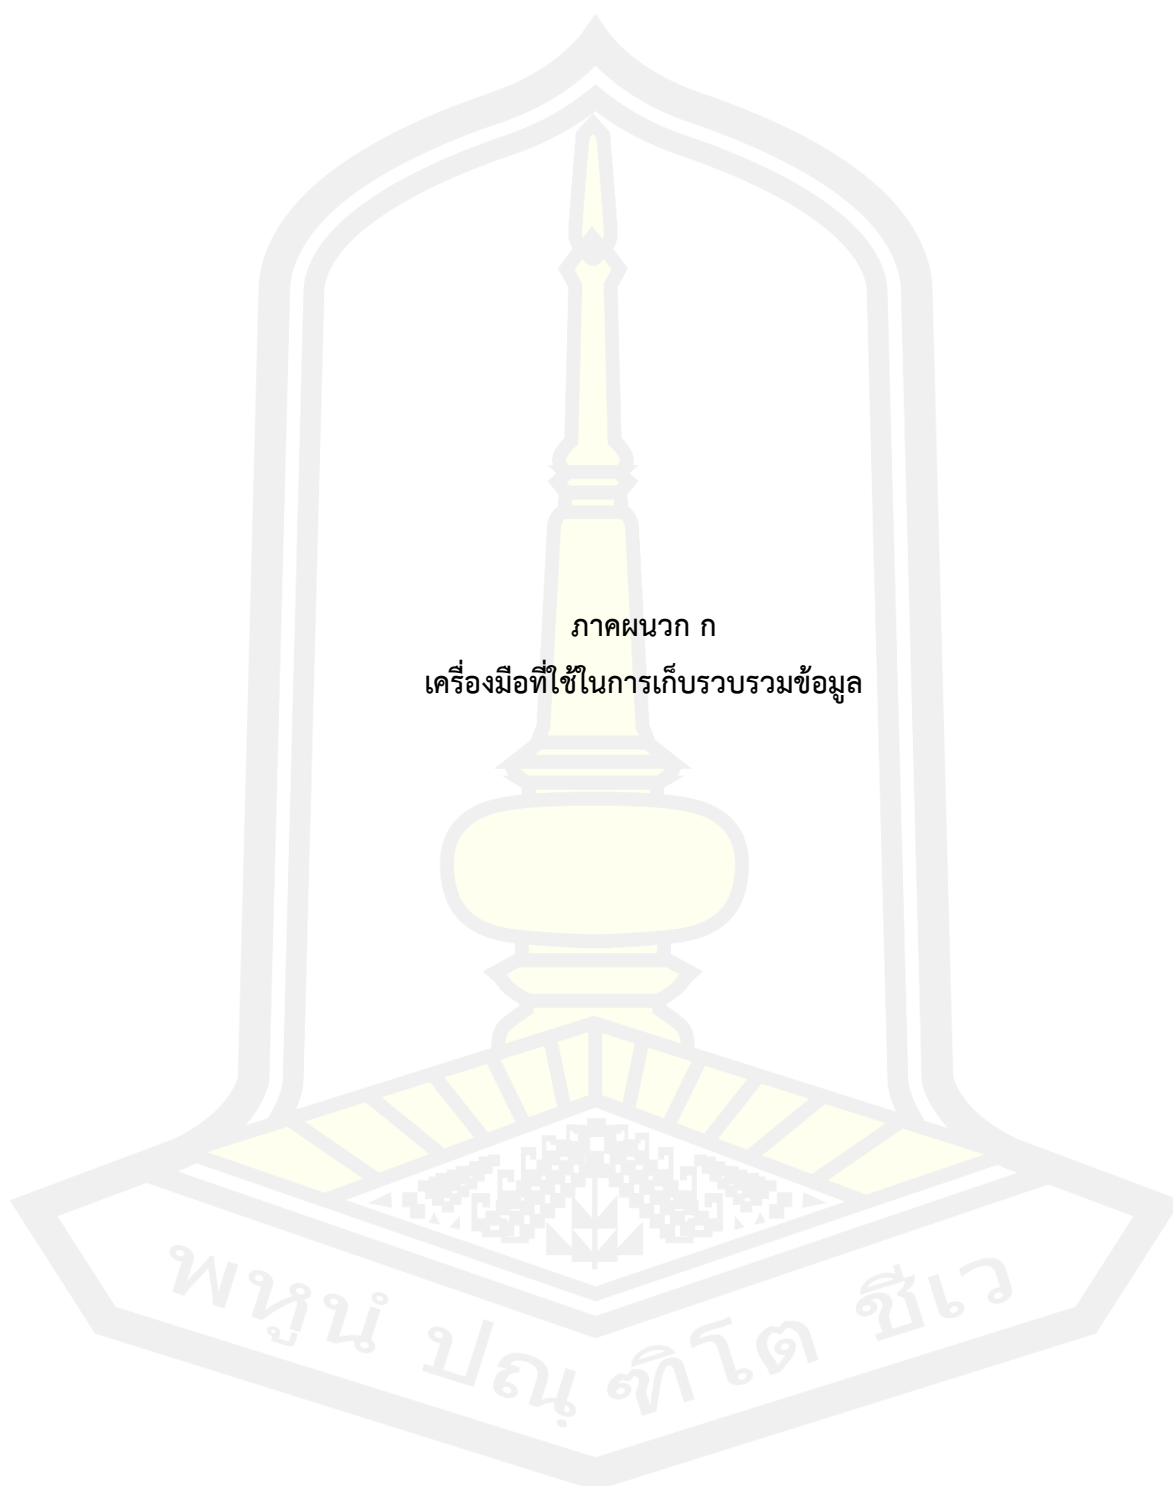 ภาคผนวก ก
เครื่องมือที่ใช้ในการเก็บรวบรวมข้อมูล
พหูนํ ปณฺฑิโต ชีเว